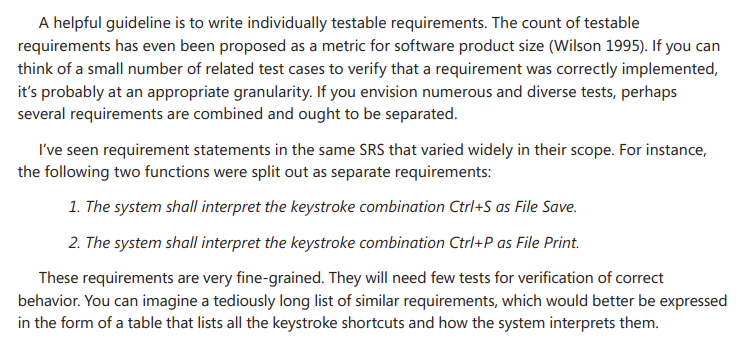 A helpful guideline is to write individually testable requirements. The count of testable
requirements has even been proposed as a metric for software product size (Wilson 1995). If you can
think of a small number of related test cases to verify that a requirement was correctly implemented,
it’s probably at an appropriate granularity. If you envision numerous and diverse tests, perhaps
several requirements are combined and ought to be separated.
I’ve seen requirement statements in the same SRS that varied widely in their scope. For instance,
the following two functions were split out as separate requirements:
1. The system shall interpret the keystroke combination Ctrl+S as File Save.
2. The system shall interpret the keystroke combination Ctrl+P as File Print.
These requirements are very fine-grained. They will need few tests for verification of correct
behavior. You can imagine a tediously long list of similar requirements, which would better be expressed
in the form of a table that lists all the keystroke shortcuts and how the system interprets them.